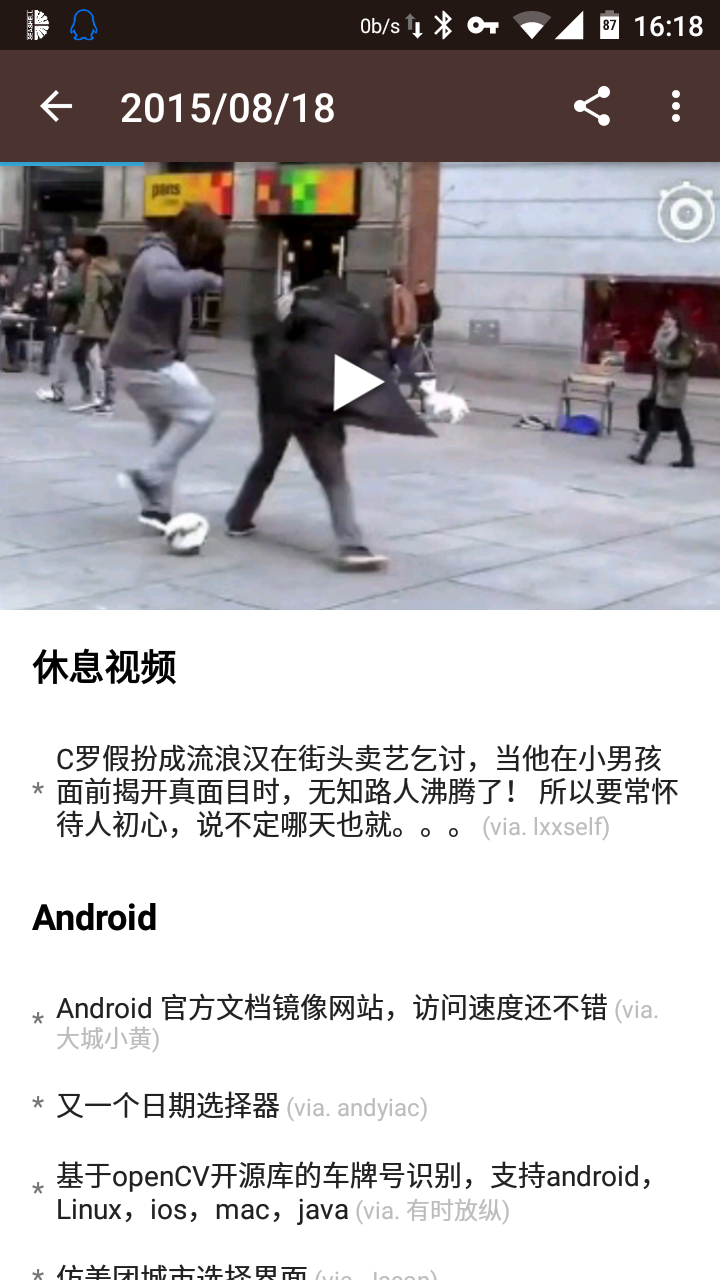 0b/s 87 16:18
2015/08/18
pans
休息视频
* C罗假扮成流浪汉在街头卖艺乞讨，当他在小男孩
面前揭开真面目时，无知路人沸腾了！ 所以要常怀
待人初心，说不定哪天也就。。。 (via. lxxself)
Android
* Android 官方文档镜像网站，访问速度还不错 (via.
大城小黄)
* 又一个日期选择器 (via. andyiac)
* 基于openCV开源库的车牌号识别，支持android，
Linux，ios，mac，java (via. 有时放纵)
* 仿美团城市选择界面 (via. Jason)